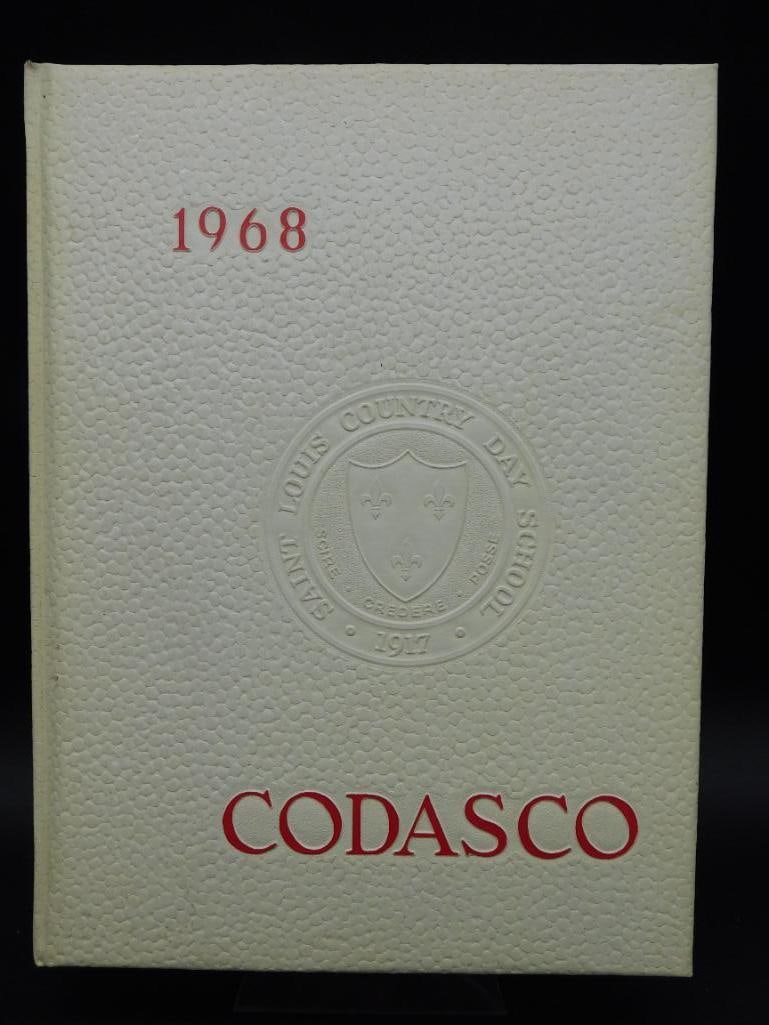 1968
SAINT LOUIS COUNTRY DAY SCHOOL
SCIRE · CREDERE · POSSE
· 1917 ·
CODASCO